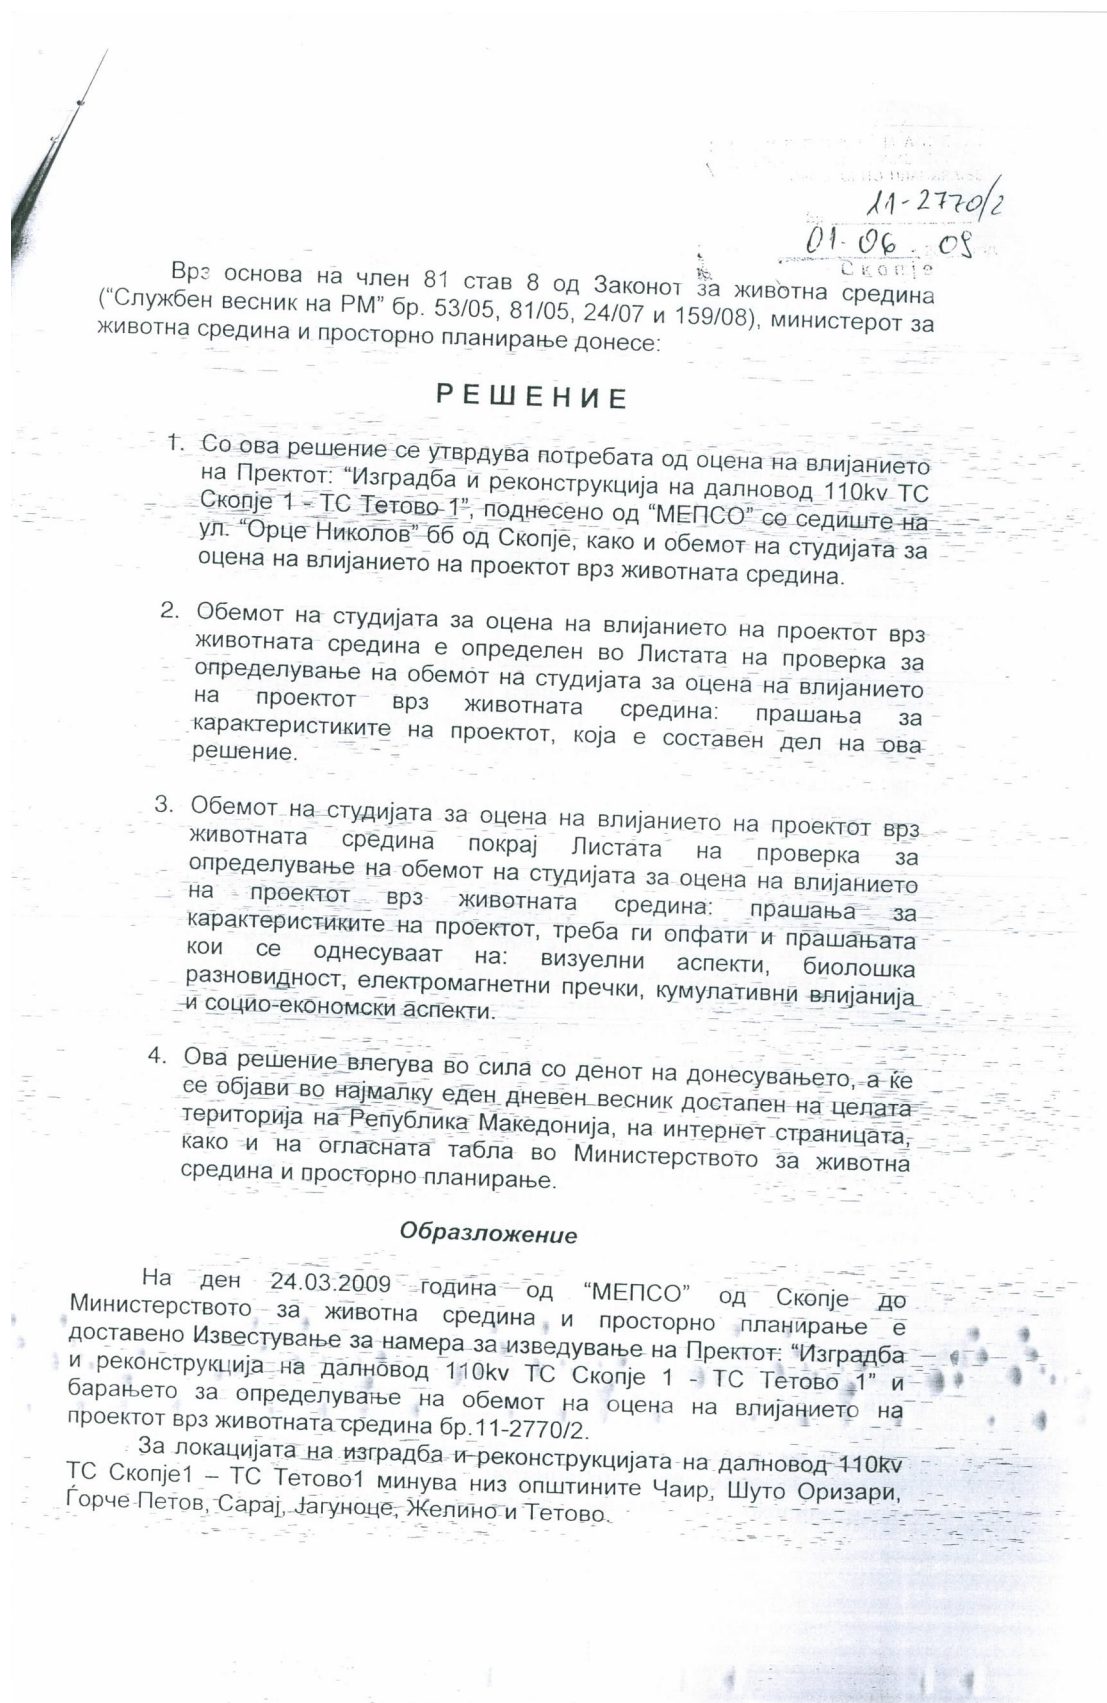 11-2770/2
01-06-09
Скопје
Врз основа на член 81 став 8 од Законот за животна средина
(“Службен весник на РМ” бр. 53/05, 81/05, 24/07 и 159/08), министерот за
животна средина и просторно планирање донесе:
РЕШЕНИЕ
1. Со ова решение се утврдува потребата од оцена на влијанието
на Пректот: “Изградба и реконструкција на далновод 110kv ТС
Скопје 1 - ТС Тетово 1”, поднесено од “МЕПСО” со седиште на
ул. “Орце Николов” бб од Скопје, како и обемот на студијата за
оцена на влијанието на проектот врз животната средина.
2. Обемот на студијата за оцена на влијанието на проектот врз
животната средина е определен во Листата на проверка за
определување на обемот на студијата за оцена на влијанието
на проектот врз животната средина: прашања за
карактеристиките на проектот, која е составен дел на ова
решение.
3. Обемот на студијата за оцена на влијанието на проектот врз
животната средина покрај Листата на проверка за
определување на обемот на студијата за оцена на влијанието
на проектот врз животната средина: прашања за
карактеристиките на проектот, треба ги опфати и прашањата
кои се однесуваат на: визуелни аспекти, биолошка
разновидност, електромагнетни пречки, кумулативни влијанија
и социо-економски аспекти.
4. Ова решение влегува во сила со денот на донесувањето, а ќе
се објави во најмалку еден дневен весник достапен на целата
територија на Република Македонија, на интернет страницата,
како и на огласната табла во Министерството за животна
средина и просторно планирање.
Образложение
На ден 24.03.2009 година од “МЕПСО” од Скопје до
Министерството за животна средина и просторно планирање е
доставено Известување за намера за изведување на Пректот: “Изградба
и реконструкција на далновод 110kv ТС Скопје 1 - ТС Тетово 1” и
барањето за определување на обемот на оцена на влијанието на
проектот врз животната средина бр.11-2770/2.
За локацијата на изградба и реконструкцијата на далновод 110kv
ТС Скопје1 – ТС Тетово1 минува низ општините Чаир, Шуто Оризари,
Ѓорче Петов, Сарај, Јагуноце, Желино и Тетово.